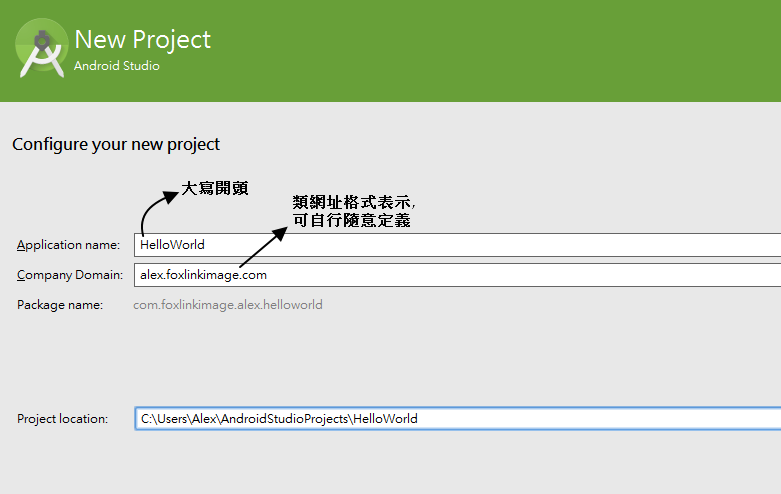 New Project
Android Studio
Configure your new project
大寫開頭
類網址格式表示,
可自行隨意定義
Application name: HelloWorld
Company Domain: alex.foxlinkimage.com
Package name: com.foxlinkimage.alex.helloworld
Project location: C:\Users\Alex\AndroidStudioProjects\HelloWorld